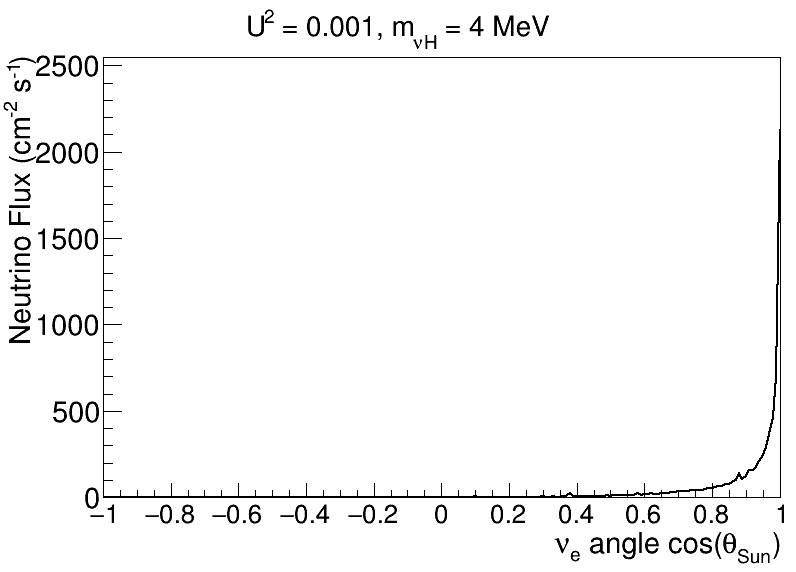 U² = 0.001, m_νH = 4 MeV
Neutrino Flux (cm⁻² s⁻¹)
2500
2000
1500
1000
500
0
−1 −0.8 −0.6 −0.4 −0.2 0 0.2 0.4 0.6 0.8 1
ν_e angle cos(θ_Sun)